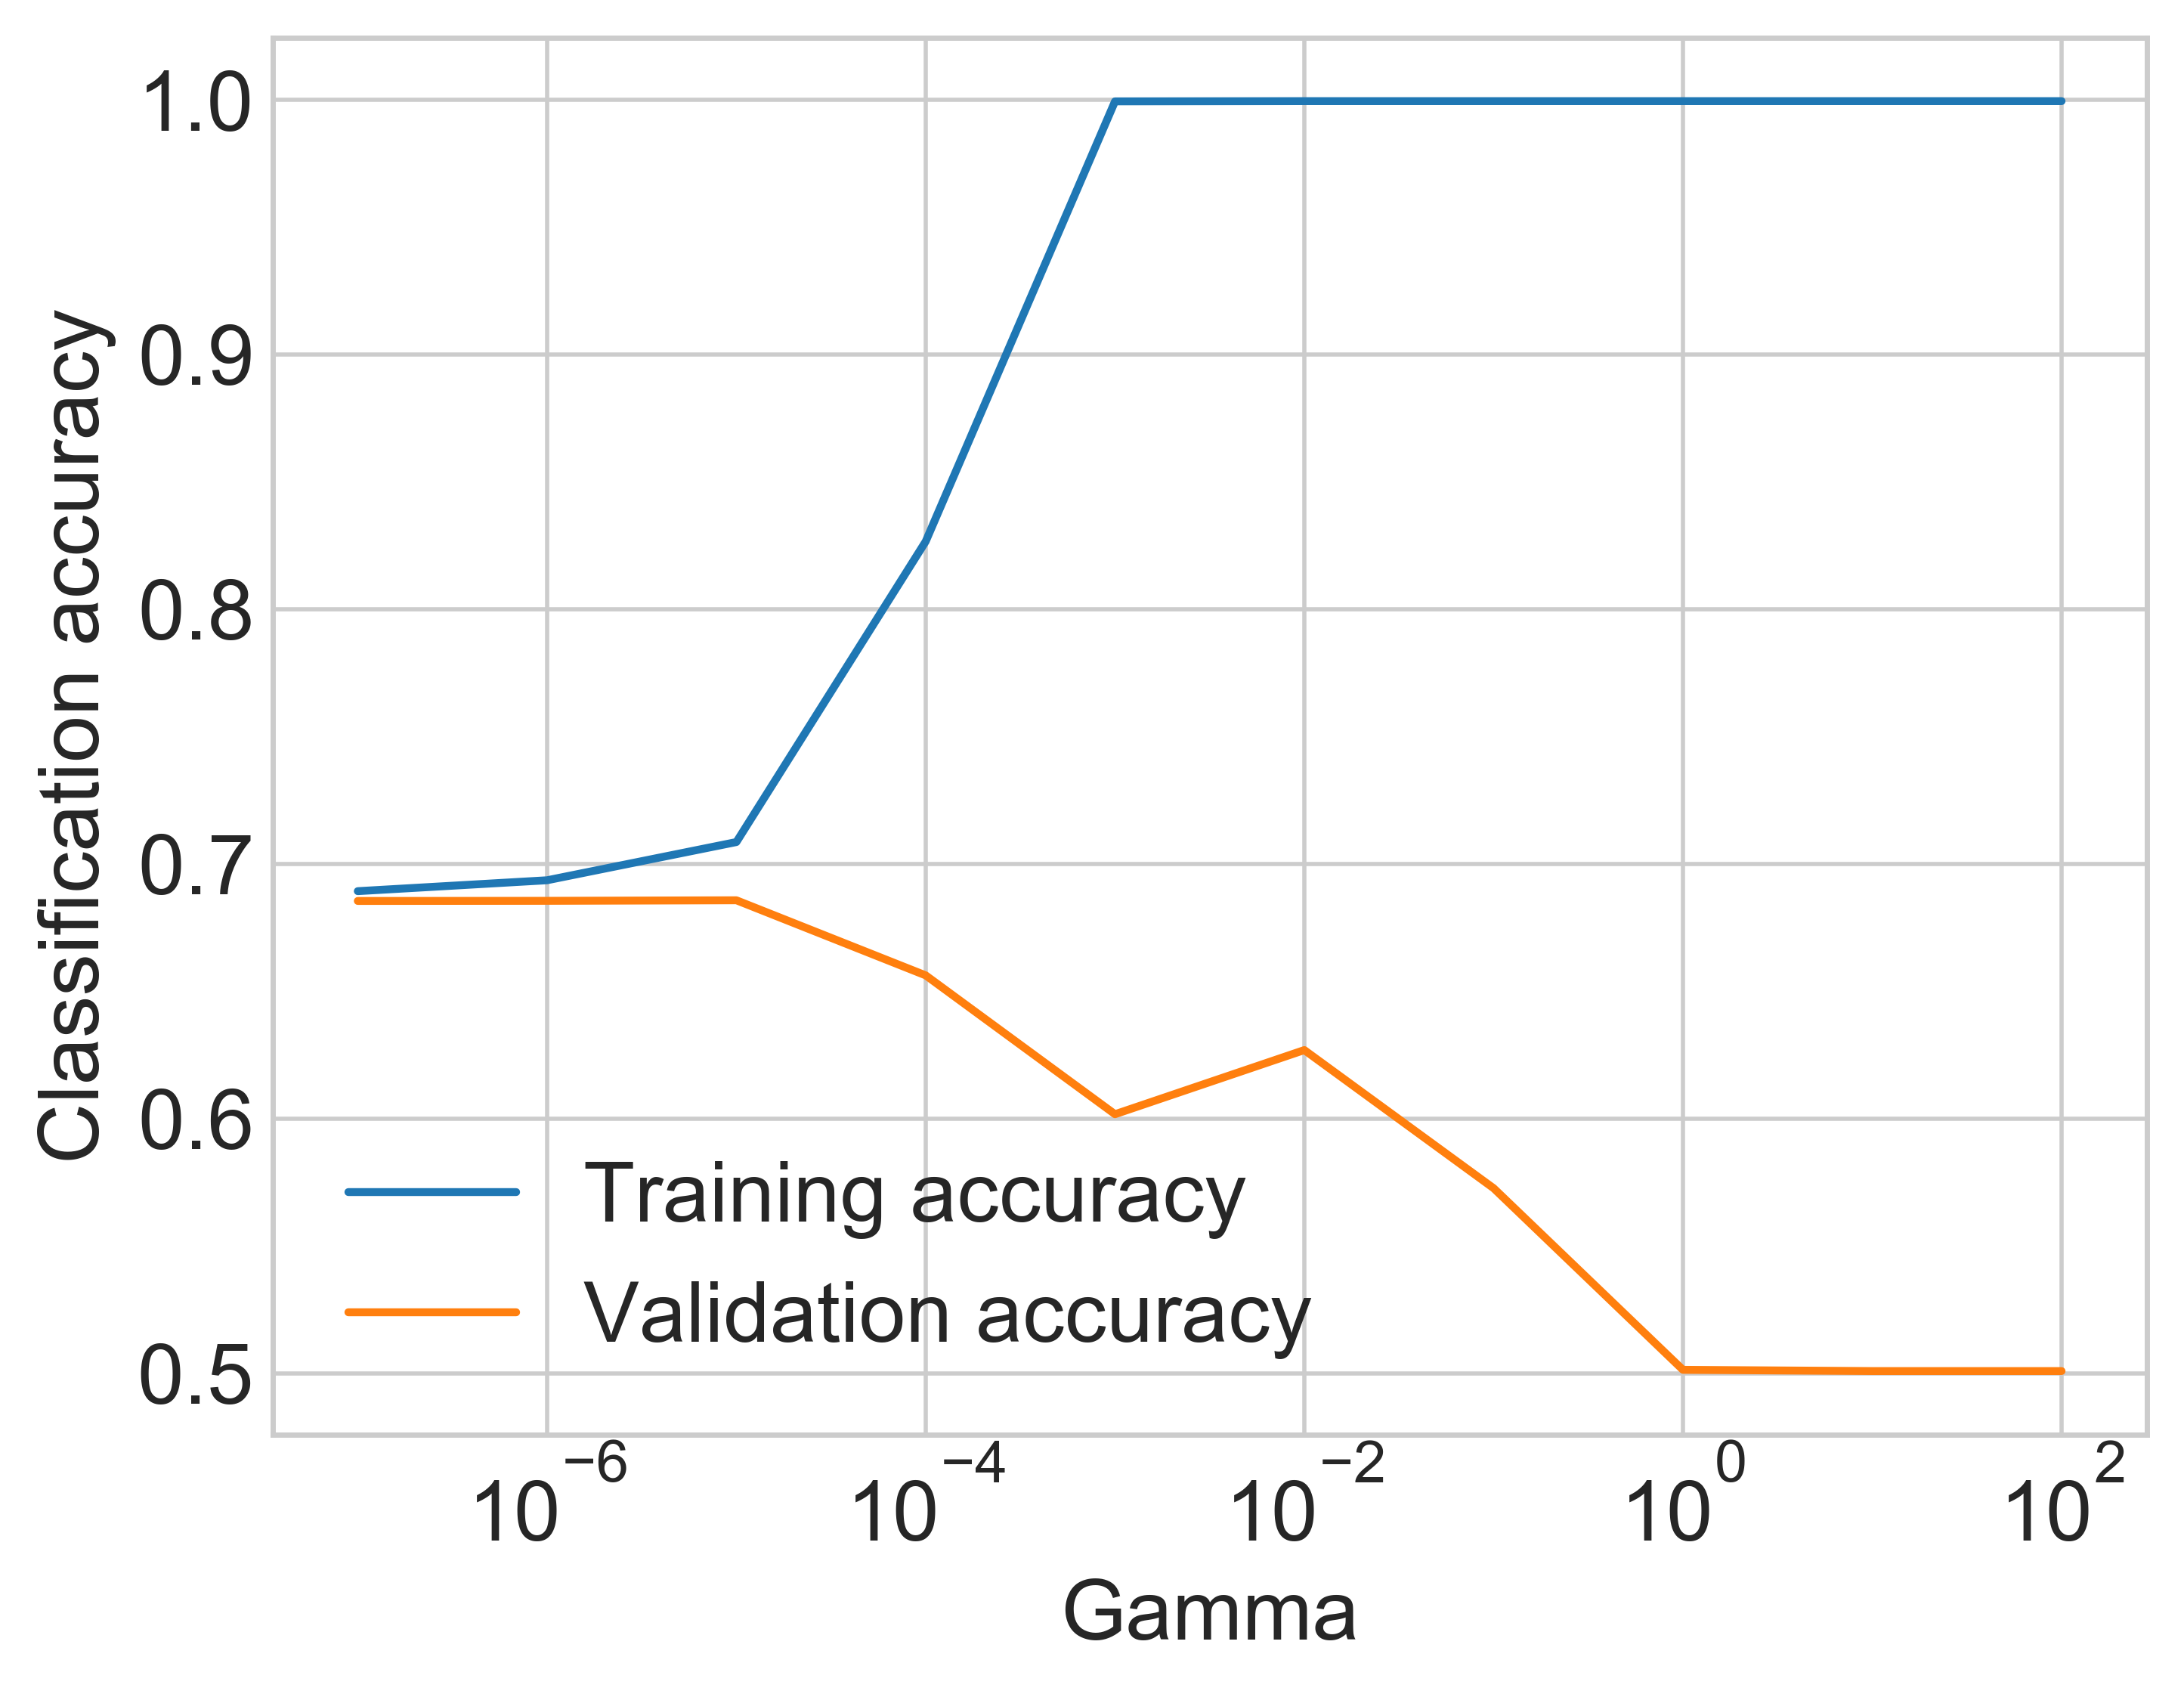 Classification accuracy
1.0
0.9
0.8
0.7
0.6
0.5
Training accuracy
Validation accuracy
10⁻⁶ 10⁻⁴ 10⁻² 10⁰ 10²
Gamma